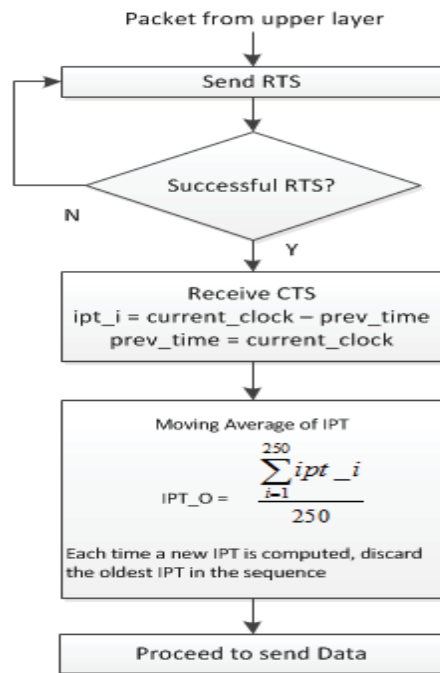 Packet from upper layer
Send RTS
Successful RTS?
N
Y
Receive CTS
ipt_i = current_clock – prev_time
prev_time = current_clock
Moving Average of IPT
250
∑ ipt _i
i=1
IPT_O =
250
Each time a new IPT is computed, discard
the oldest IPT in the sequence
Proceed to send Data